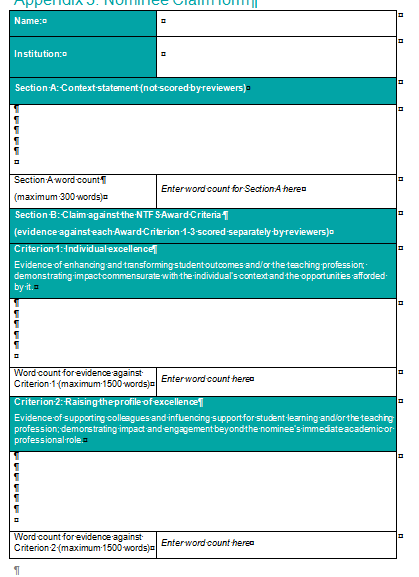 Appendix 3: Nominee Claim form¶
Name:¤ ¤
Institution:¤ ¤
Section A: Context statement (not scored by reviewers)¤
¶
¶
¶
¶
¶
¤
Section A word count¶
(maximum 300 words)¤
Enter word count for Section A here¤
Section B: Claim against the NTFS Award Criteria¶
(evidence against each Award Criterion 1-3 scored separately by reviewers)¤
Criterion 1: Individual excellence¶
Evidence of enhancing and transforming student outcomes and/or the teaching profession;
demonstrating impact commensurate with the individual's context and the opportunities afforded
by it.¤
¶
¶
¶
¶
¶
¤
Word count for evidence against
Criterion 1 (maximum 1500 words)¤
Enter word count here¤
Criterion 2: Raising the profile of excellence¶
Evidence of supporting colleagues and influencing support for student learning and/or the teaching
profession; demonstrating impact and engagement beyond the nominee's immediate academic or
professional role.¤
¶
¶
¶
¶
¶
¶
¤
Word count for evidence against
Criterion 2 (maximum 1500 words)¤
Enter word count here¤
¶